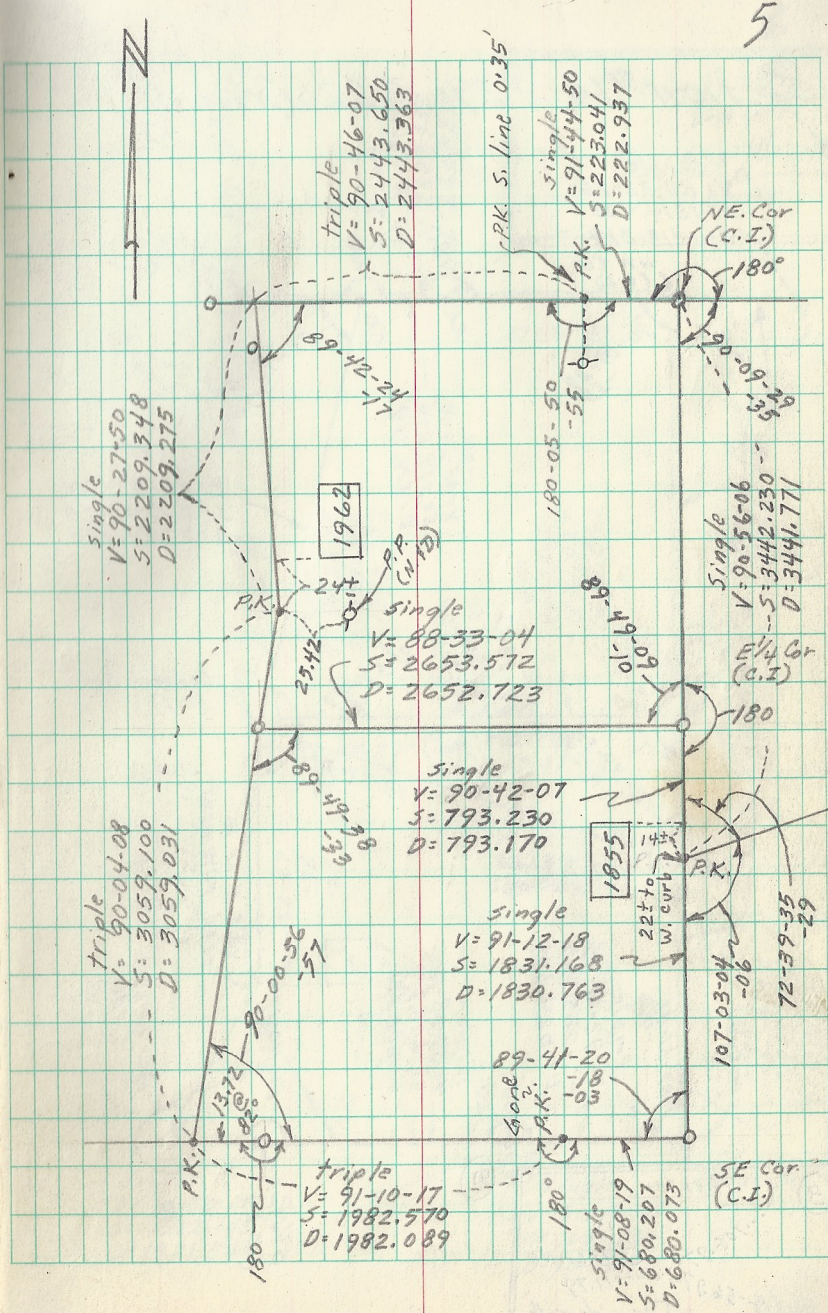 5
N
triple
V= 90-46-07
S= 2443.650
D= 2443.363
P.K. S. line 0.35'
single
V= 91-44-50
S= 223.041
D= 222.937
P.K.
NE. Cor
(C.I.)
180°
90-09-29
-35
89-42-24
180-05-50
-55
single
V= 90-27-50
S= 2209.348
D= 2209.275
1962
P.K.
24±
P.P.
25.42
single
V= 88-33-04
S= 2653.572
D= 2652.723
89-49-10
-09
Single
V= 90-56-06
S= 3442.230
D= 3441.771
E 1/4 Cor
(C.I)
180
single
V= 90-42-07
S= 793.230
D= 793.170
1855
14±
22± to
W. curb
P.K.
triple
V= 90-04-08
S= 3059.100
D= 3059.031
single
V= 91-12-18
S= 1831.168
D= 1830.763
107-03-04
-06
72-39-35
-29
90-00-56
-57
13.72
@
82°
89-41-20
-18
-03
Gone
P.K.
P.K.
triple
V= 91-10-17
S= 1982.570
D= 1982.089
180
180°
single
V= 91-08-19
S= 680.207
D= 680.073
SE Cor
(C.I.)